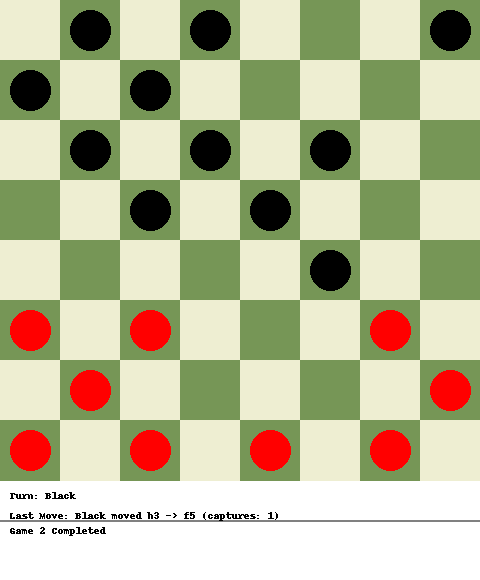 Turn: Black
Last Move: Black moved h3 -> f5 (captures: 1)
Game 2 Completed